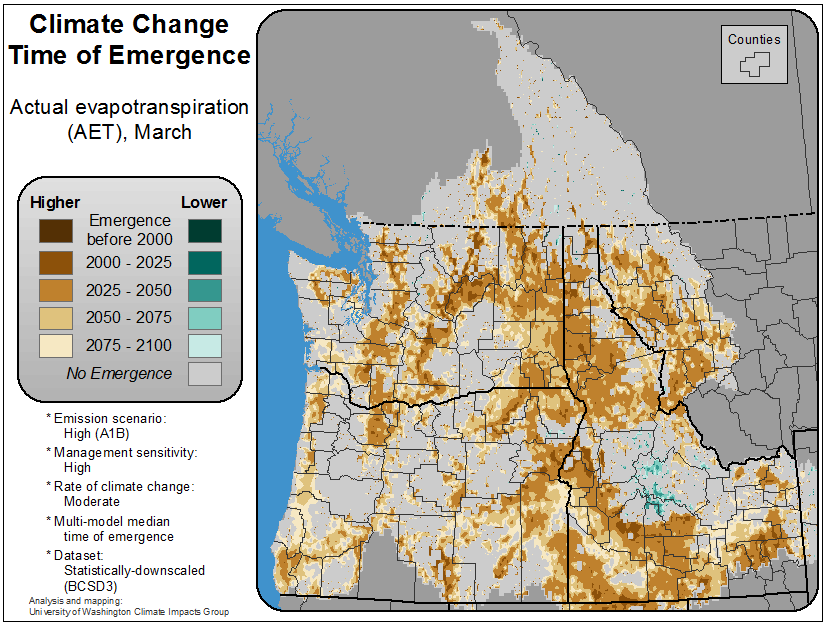 Climate Change
Time of Emergence
Actual evapotranspiration
(AET), March
Higher Lower
Emergence
before 2000
2000 - 2025
2025 - 2050
2050 - 2075
2075 - 2100
No Emergence
* Emission scenario:
High (A1B)
* Management sensitivity:
High
* Rate of climate change:
Moderate
* Multi-model median
time of emergence
* Dataset:
Statistically-downscaled
(BCSD3)
Analysis and mapping:
University of Washington Climate Impacts Group
Counties